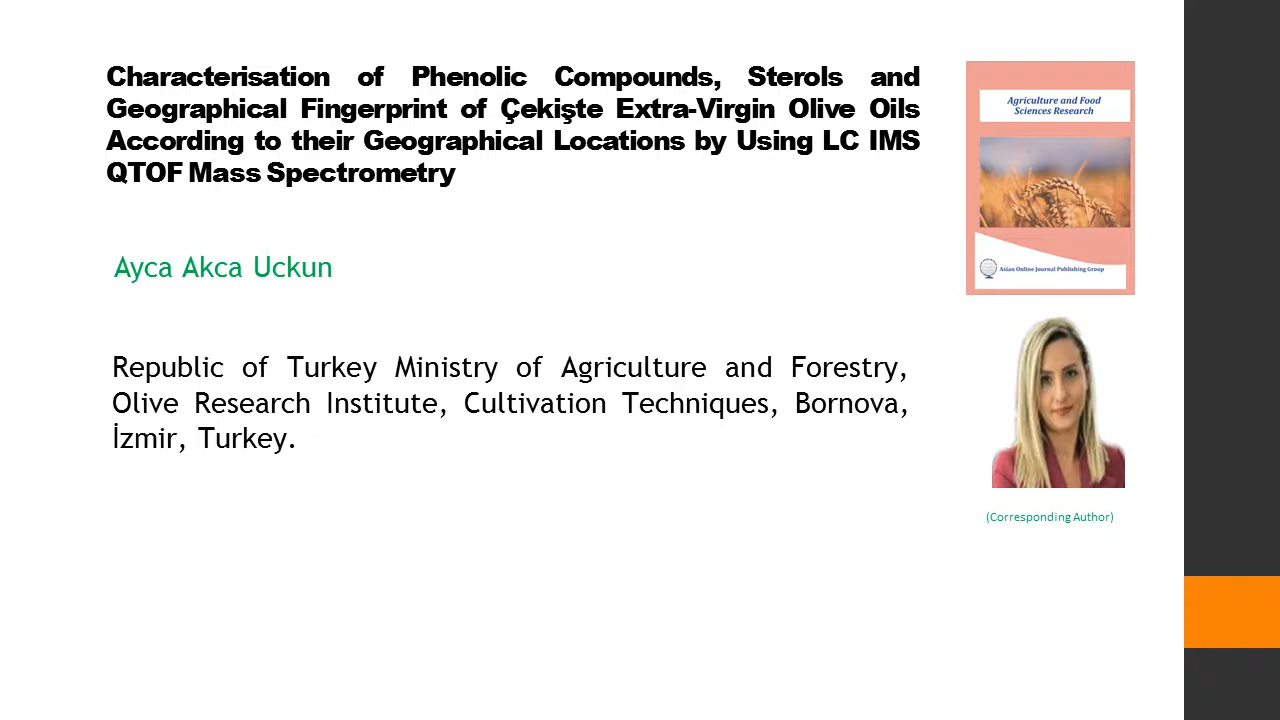 Characterisation of Phenolic Compounds, Sterols and
Geographical Fingerprint of Çekişte Extra-Virgin Olive Oils
According to their Geographical Locations by Using LC IMS
QTOF Mass Spectrometry
Ayca Akca Uckun
Republic of Turkey Ministry of Agriculture and Forestry,
Olive Research Institute, Cultivation Techniques, Bornova,
İzmir, Turkey.
Agriculture and Food
Sciences Research
Asian Online Journal Publishing Group
(Corresponding Author)